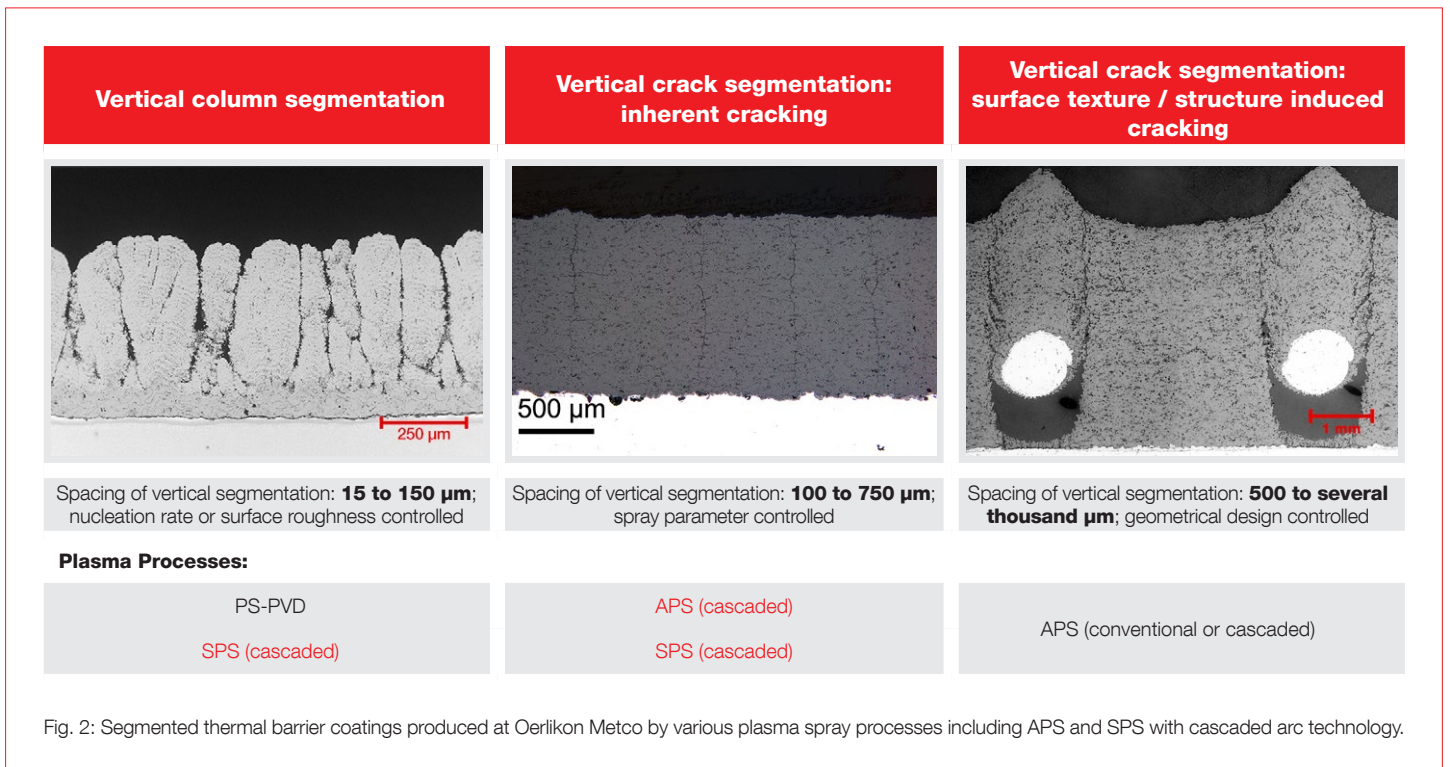 Vertical column segmentation
Vertical crack segmentation:
inherent cracking
Vertical crack segmentation:
surface texture / structure induced
cracking
250 µm
500 µm
1 mm
Spacing of vertical segmentation: 15 to 150 µm;
nucleation rate or surface roughness controlled
Spacing of vertical segmentation: 100 to 750 µm;
spray parameter controlled
Spacing of vertical segmentation: 500 to several
thousand µm; geometrical design controlled
Plasma Processes:
PS-PVD
SPS (cascaded)
APS (cascaded)
SPS (cascaded)
APS (conventional or cascaded)
Fig. 2: Segmented thermal barrier coatings produced at Oerlikon Metco by various plasma spray processes including APS and SPS with cascaded arc technology.